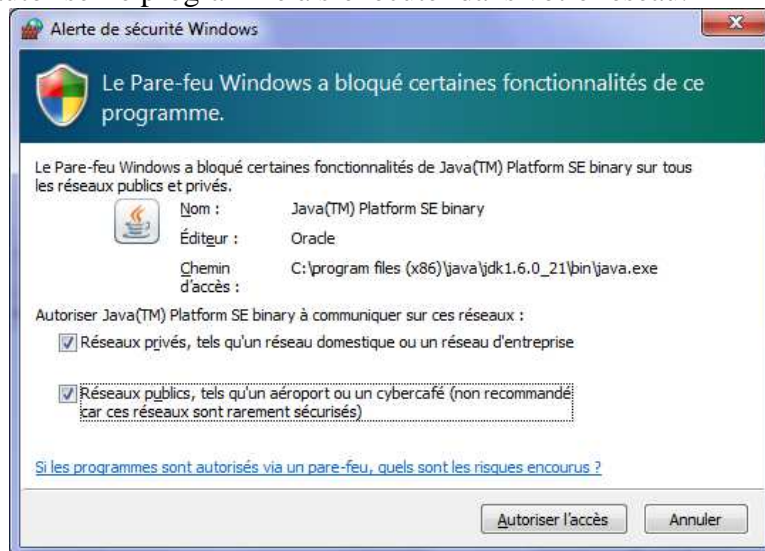 Alerte de sécurité Windows
Le Pare-feu Windows a bloqué certaines fonctionnalités de ce
programme.
Le Pare-feu Windows a bloqué certaines fonctionnalités de Java(TM) Platform SE binary sur tous
les réseaux publics et privés.
Nom : Java(TM) Platform SE binary
Éditeur : Oracle
Chemin C:\program files (x86)\java\jdk1.6.0_21\bin\java.exe
d'accès :
Autoriser Java(TM) Platform SE binary à communiquer sur ces réseaux :
Réseaux privés, tels qu'un réseau domestique ou un réseau d'entreprise
Réseaux publics, tels qu'un aéroport ou un cybercafé (non recommandé
car ces réseaux sont rarement sécurisés)
Si les programmes sont autorisés via un pare-feu, quels sont les risques encourus ?
Autoriser l'accès Annuler